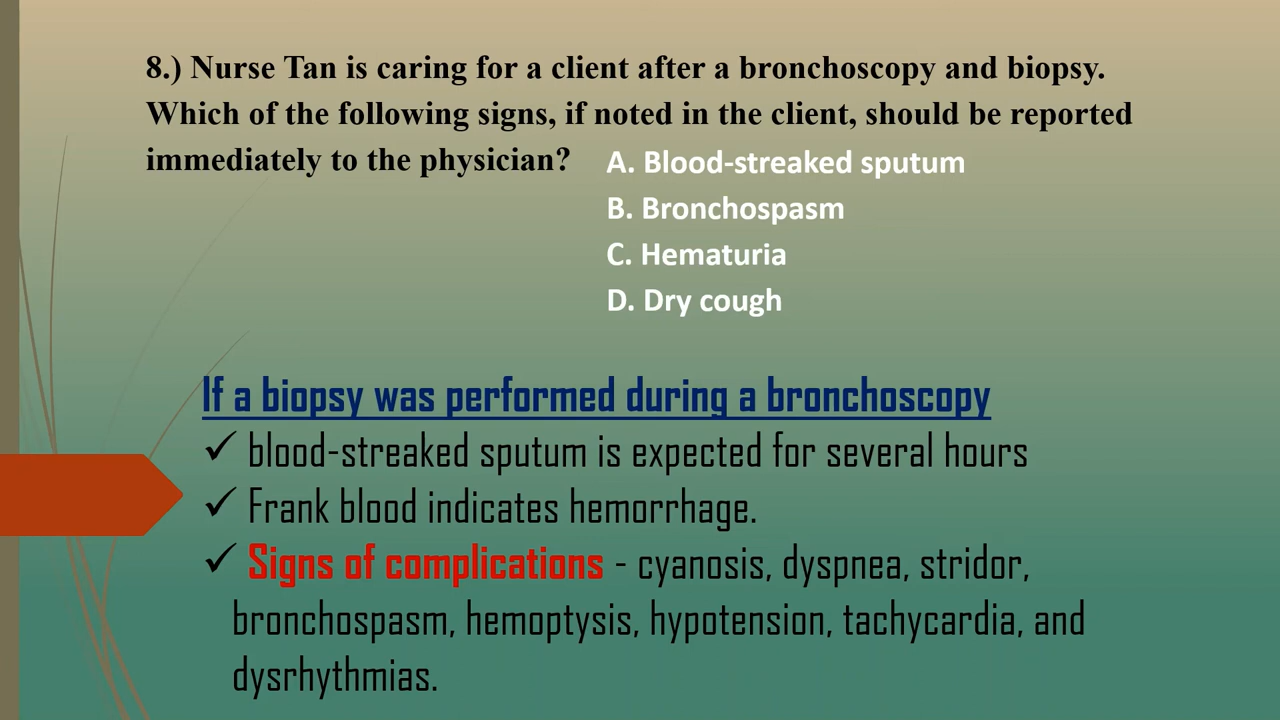 8.) Nurse Tan is caring for a client after a bronchoscopy and biopsy.
Which of the following signs, if noted in the client, should be reported
immediately to the physician?
A. Blood-streaked sputum
B. Bronchospasm
C. Hematuria
D. Dry cough
If a biopsy was performed during a bronchoscopy
✓ blood-streaked sputum is expected for several hours
✓ Frank blood indicates hemorrhage.
✓ Signs of complications - cyanosis, dyspnea, stridor,
bronchospasm, hemoptysis, hypotension, tachycardia, and
dysrhythmias.